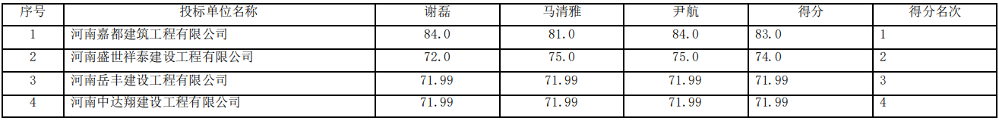 序号 投标单位名称 谢磊 马清雅 尹航 得分 得分名次
1 河南嘉都建筑工程有限公司 84.0 81.0 84.0 83.0 1
2 河南盛世祥泰建设工程有限公司 72.0 75.0 75.0 74.0 2
3 河南岳丰建设工程有限公司 71.99 71.99 71.99 71.99 3
4 河南中达翔建设工程有限公司 71.99 71.99 71.99 71.99 4